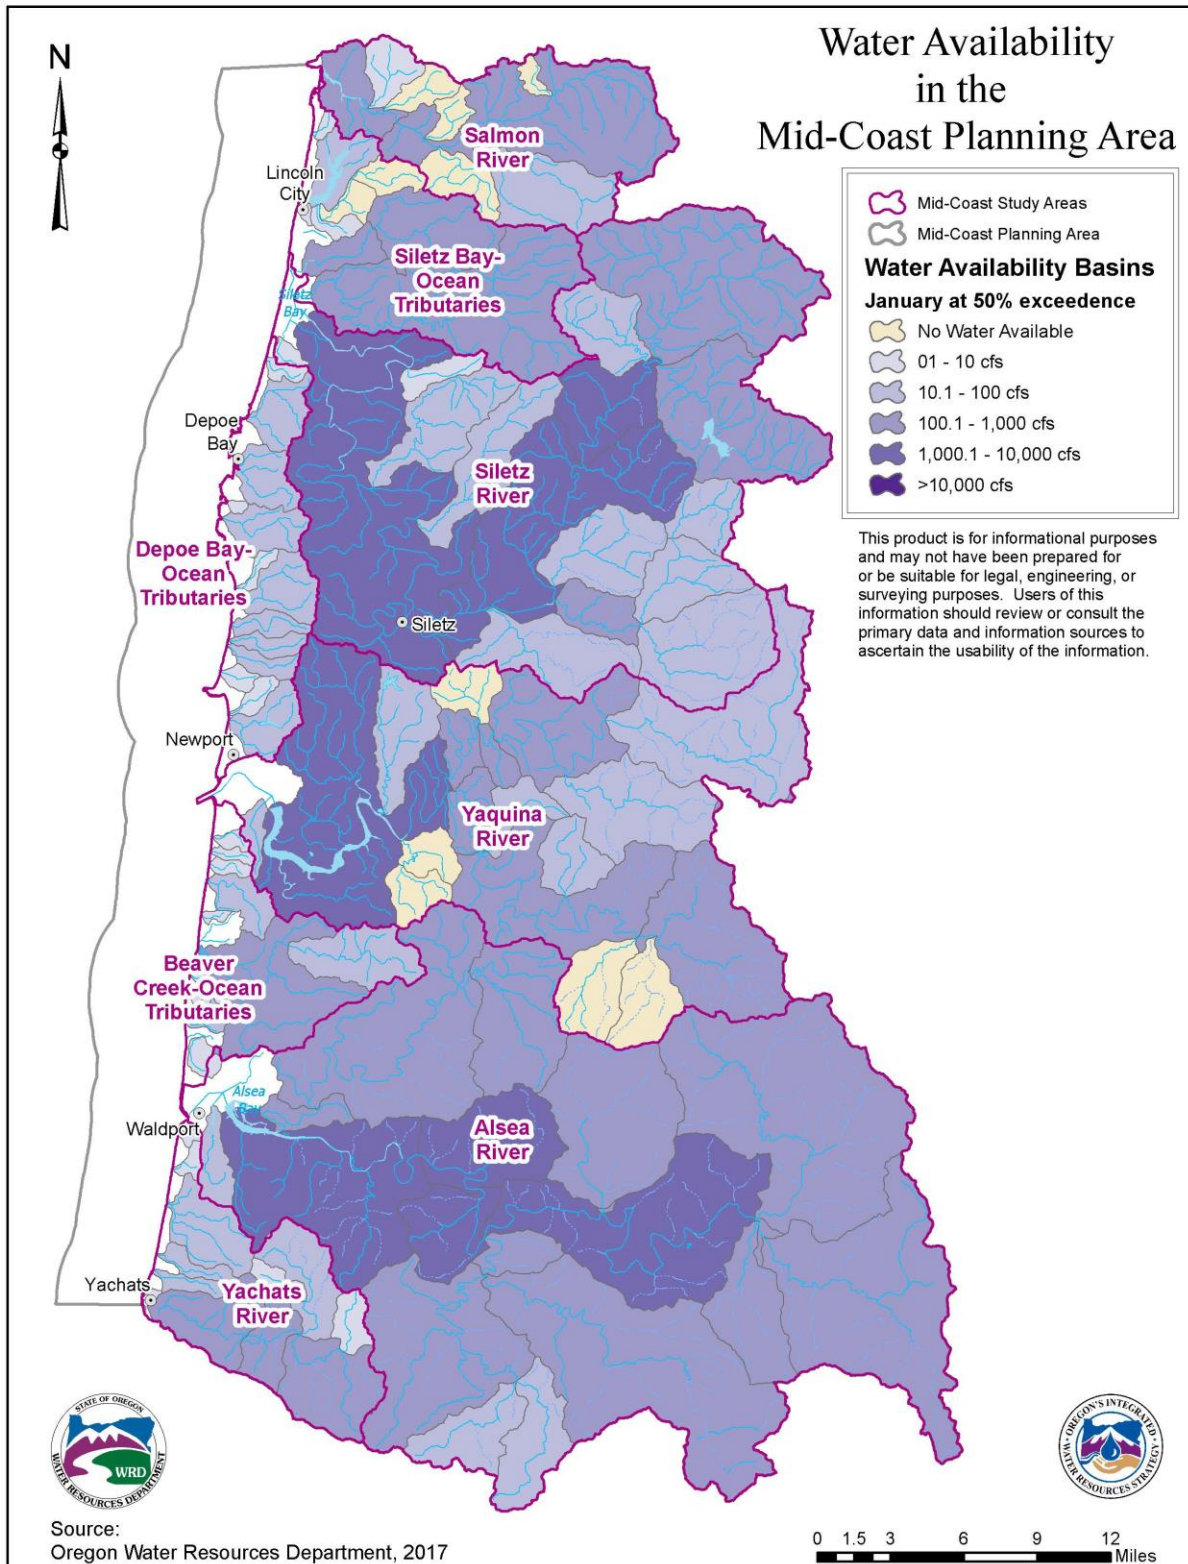 Water Availability
in the
Mid-Coast Planning Area
N
Mid-Coast Study Areas
Mid-Coast Planning Area
Water Availability Basins
January at 50% exceedence
No Water Available
01 - 10 cfs
10.1 - 100 cfs
100.1 - 1,000 cfs
1,000.1 - 10,000 cfs
>10,000 cfs
This product is for informational purposes
and may not have been prepared for
or be suitable for legal, engineering, or
surveying purposes. Users of this
information should review or consult the
primary data and information sources to
ascertain the usability of the information.
Salmon
River
Lincoln
City
Siletz Bay-
Ocean
Tributaries
Siletz
Bay
Depoe
Bay
Siletz
River
Depoe Bay-
Ocean
Tributaries
Siletz
Newport
Yaquina
River
Beaver
Creek-Ocean
Tributaries
Alsea
Bay
Waldport
Alsea
River
Yachats
Yachats
River
STATE OF OREGON
WRD
WATER RESOURCES DEPARTMENT
OREGON'S INTEGRATED
WATER RESOURCES STRATEGY
Source:
Oregon Water Resources Department, 2017
0 1.5 3 6 9 12
Miles